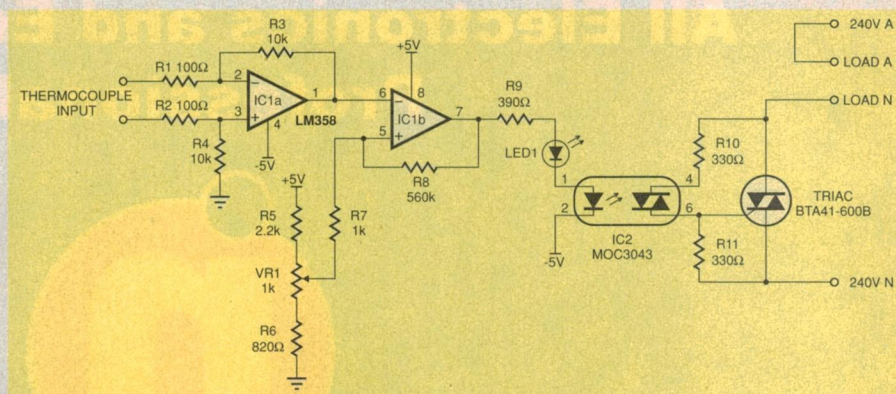 R3
10k
+5V
240V A
LOAD A
R1 100Ω
2
1
6
8
R9
390Ω
THERMOCOUPLE
INPUT
−
IC1a
LM358
−
IC1b
7
LOAD N
R2 100Ω
3
+
4
5
+
R4
10k
-5V
R8
560k
LED1
R10
330Ω
+5V
R5
2.2k
R7
1k
1
2
4
6
TRIAC
BTA41-600B
IC2
MOC3043
-5V
R11
330Ω
VR1
1k
240V N
R6
820Ω